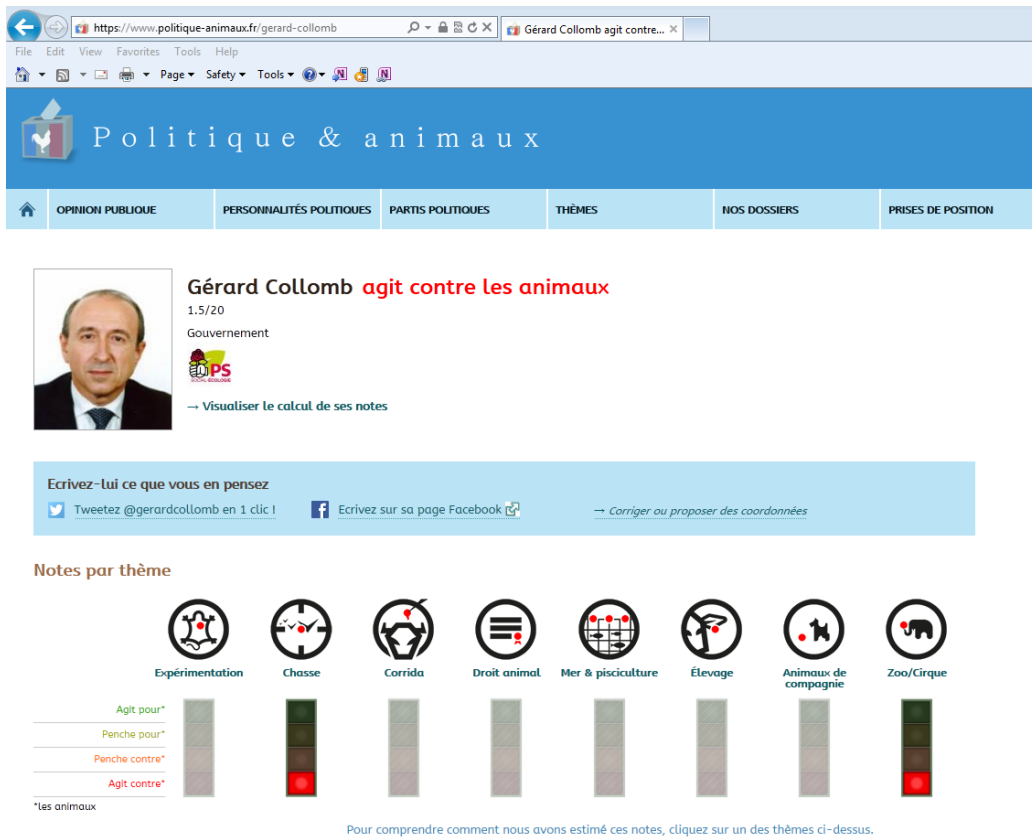 https://www.politique-animaux.fr/gerard-collomb
Gérard Collomb agit contre...
File Edit View Favorites Tools Help
Page Safety Tools
Politique & animaux
OPINION PUBLIQUE PERSONNALITÉS POLITIQUES PARTIS POLITIQUES THÈMES NOS DOSSIERS PRISES DE POSITION
Gérard Collomb agit contre les animaux
1.5/20
Gouvernement
PS
SOCIAL-ÉCOLOGIE
→ Visualiser le calcul de ses notes
Ecrivez-lui ce que vous en pensez
Tweetez @gerardcollomb en 1 clic ! Ecrivez sur sa page Facebook → Corriger ou proposer des coordonnées
Notes par thème
Expérimentation Chasse Corrida Droit animal Mer & pisciculture Élevage Animaux de compagnie Zoo/Cirque
Agit pour*
Penche pour*
Penche contre*
Agit contre*
*les animaux
Pour comprendre comment nous avons estimé ces notes, cliquez sur un des thèmes ci-dessus.